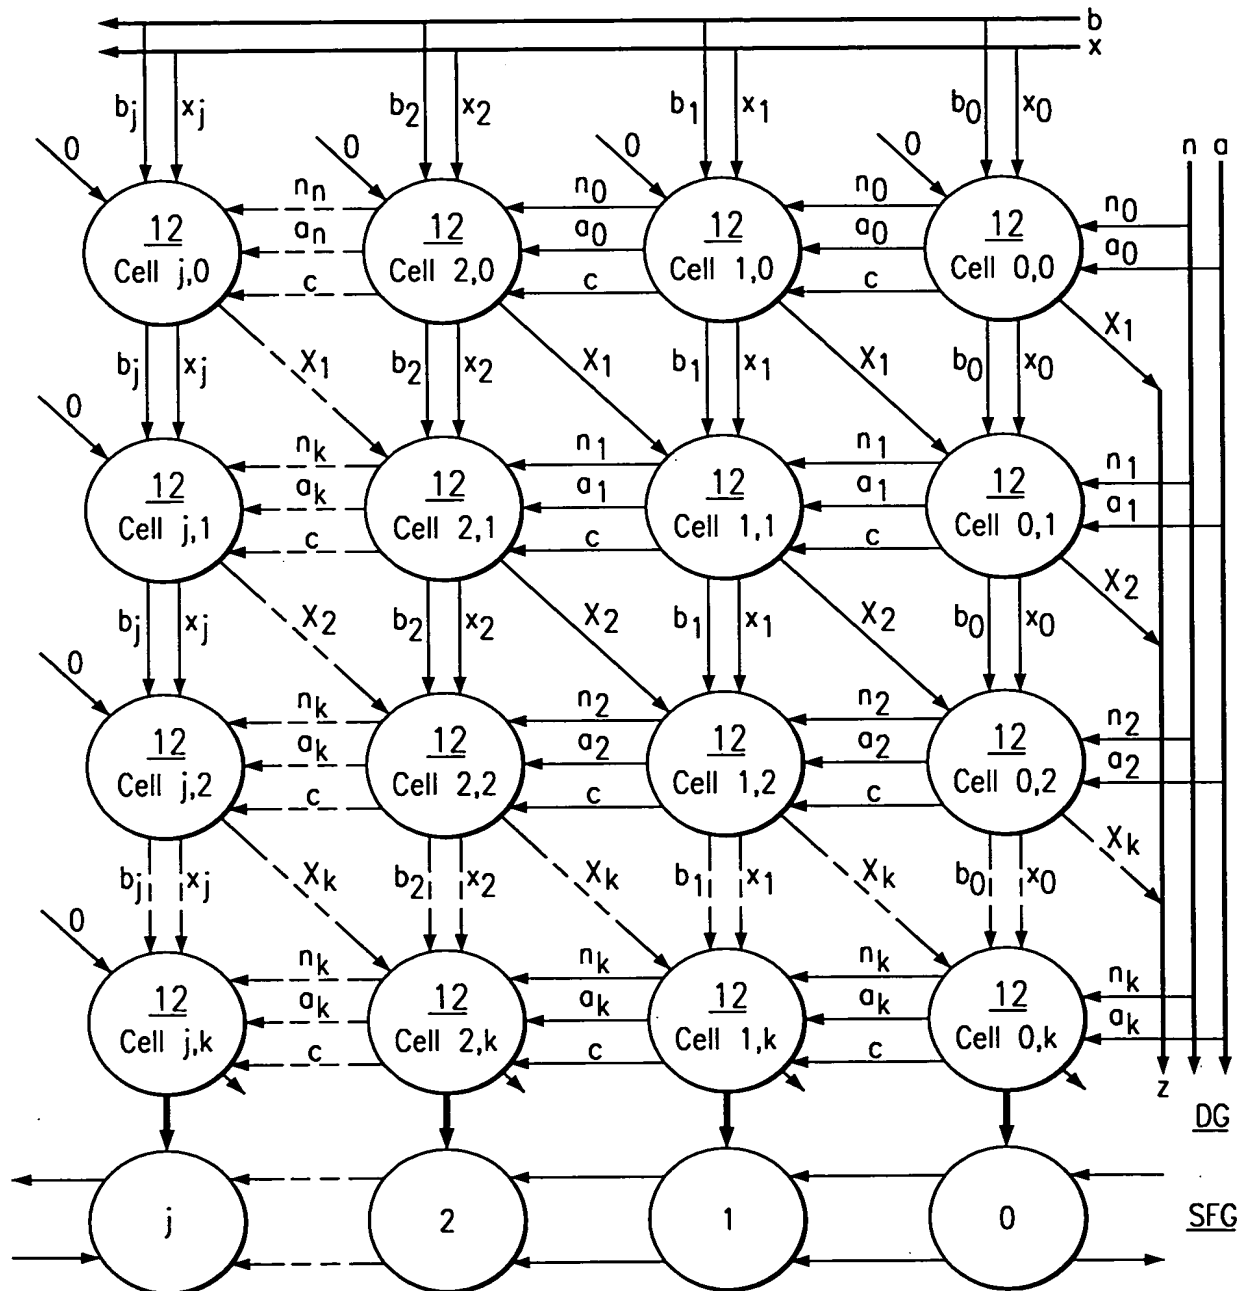 b
x
bj xj b2 x2 b1 x1 b0 x0
n a
0 0 0 0
nn n0 n0 n0
12 12 12 12
an a0 a0 a0
Cell j,0 Cell 2,0 Cell 1,0 Cell 0,0
c c c
X1 X1 X1 X1
bj xj b2 x2 b1 x1 b0 x0
0
nk n1 n1 n1
12 12 12 12
ak a1 a1 a1
Cell j,1 Cell 2,1 Cell 1,1 Cell 0,1
c c c
X2 X2 X2 X2
bj xj b2 x2 b1 x1 b0 x0
0
nk n2 n2 n2
12 12 12 12
ak a2 a2 a2
Cell j,2 Cell 2,2 Cell 1,2 Cell 0,2
c c c
Xk Xk Xk Xk
bj xj b2 x2 b1 x1 b0 x0
0
nk nk nk nk
12 12 12 12
ak ak ak ak
Cell j,k Cell 2,k Cell 1,k Cell 0,k
c c c
z
DG
j 2 1 0
SFG